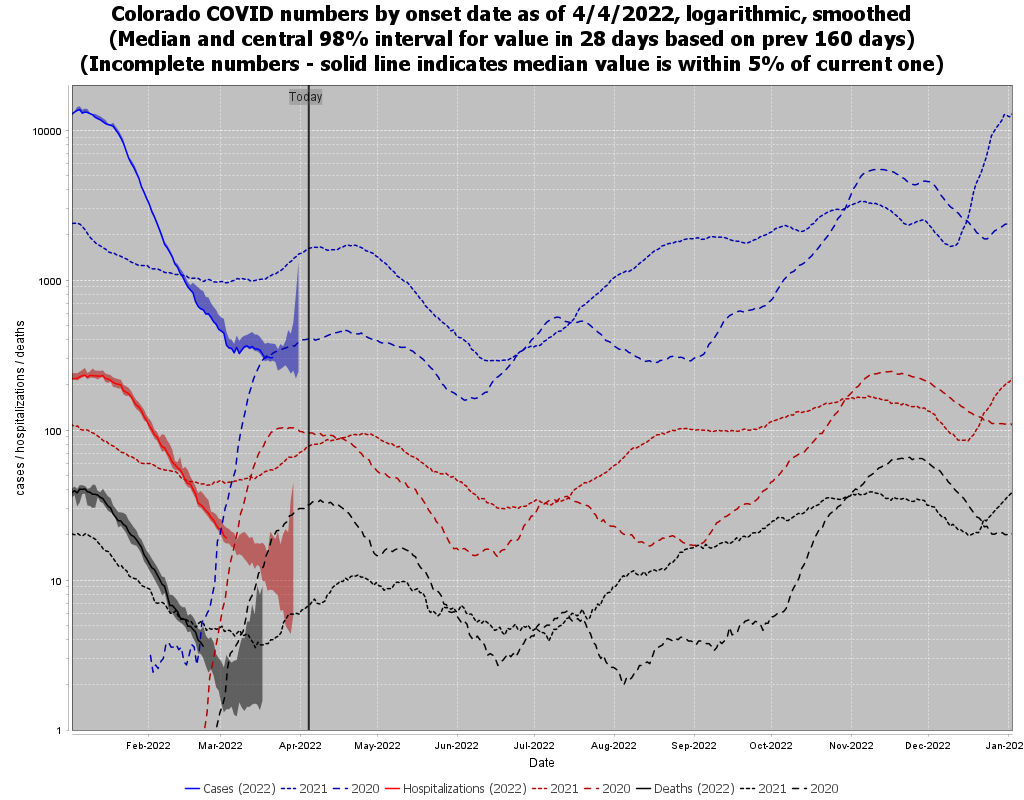 Colorado COVID numbers by onset date as of 4/4/2022, logarithmic, smoothed
(Median and central 98% interval for value in 28 days based on prev 160 days)
(Incomplete numbers - solid line indicates median value is within 5% of current one)
Today
10000
1000
100
10
1
cases / hospitalizations / deaths
Feb-2022 Mar-2022 Apr-2022 May-2022 Jun-2022 Jul-2022 Aug-2022 Sep-2022 Oct-2022 Nov-2022 Dec-2022 Jan-202
Date
Cases (2022) 2021 2020 Hospitalizations (2022) 2021 2020 Deaths (2022) 2021 2020